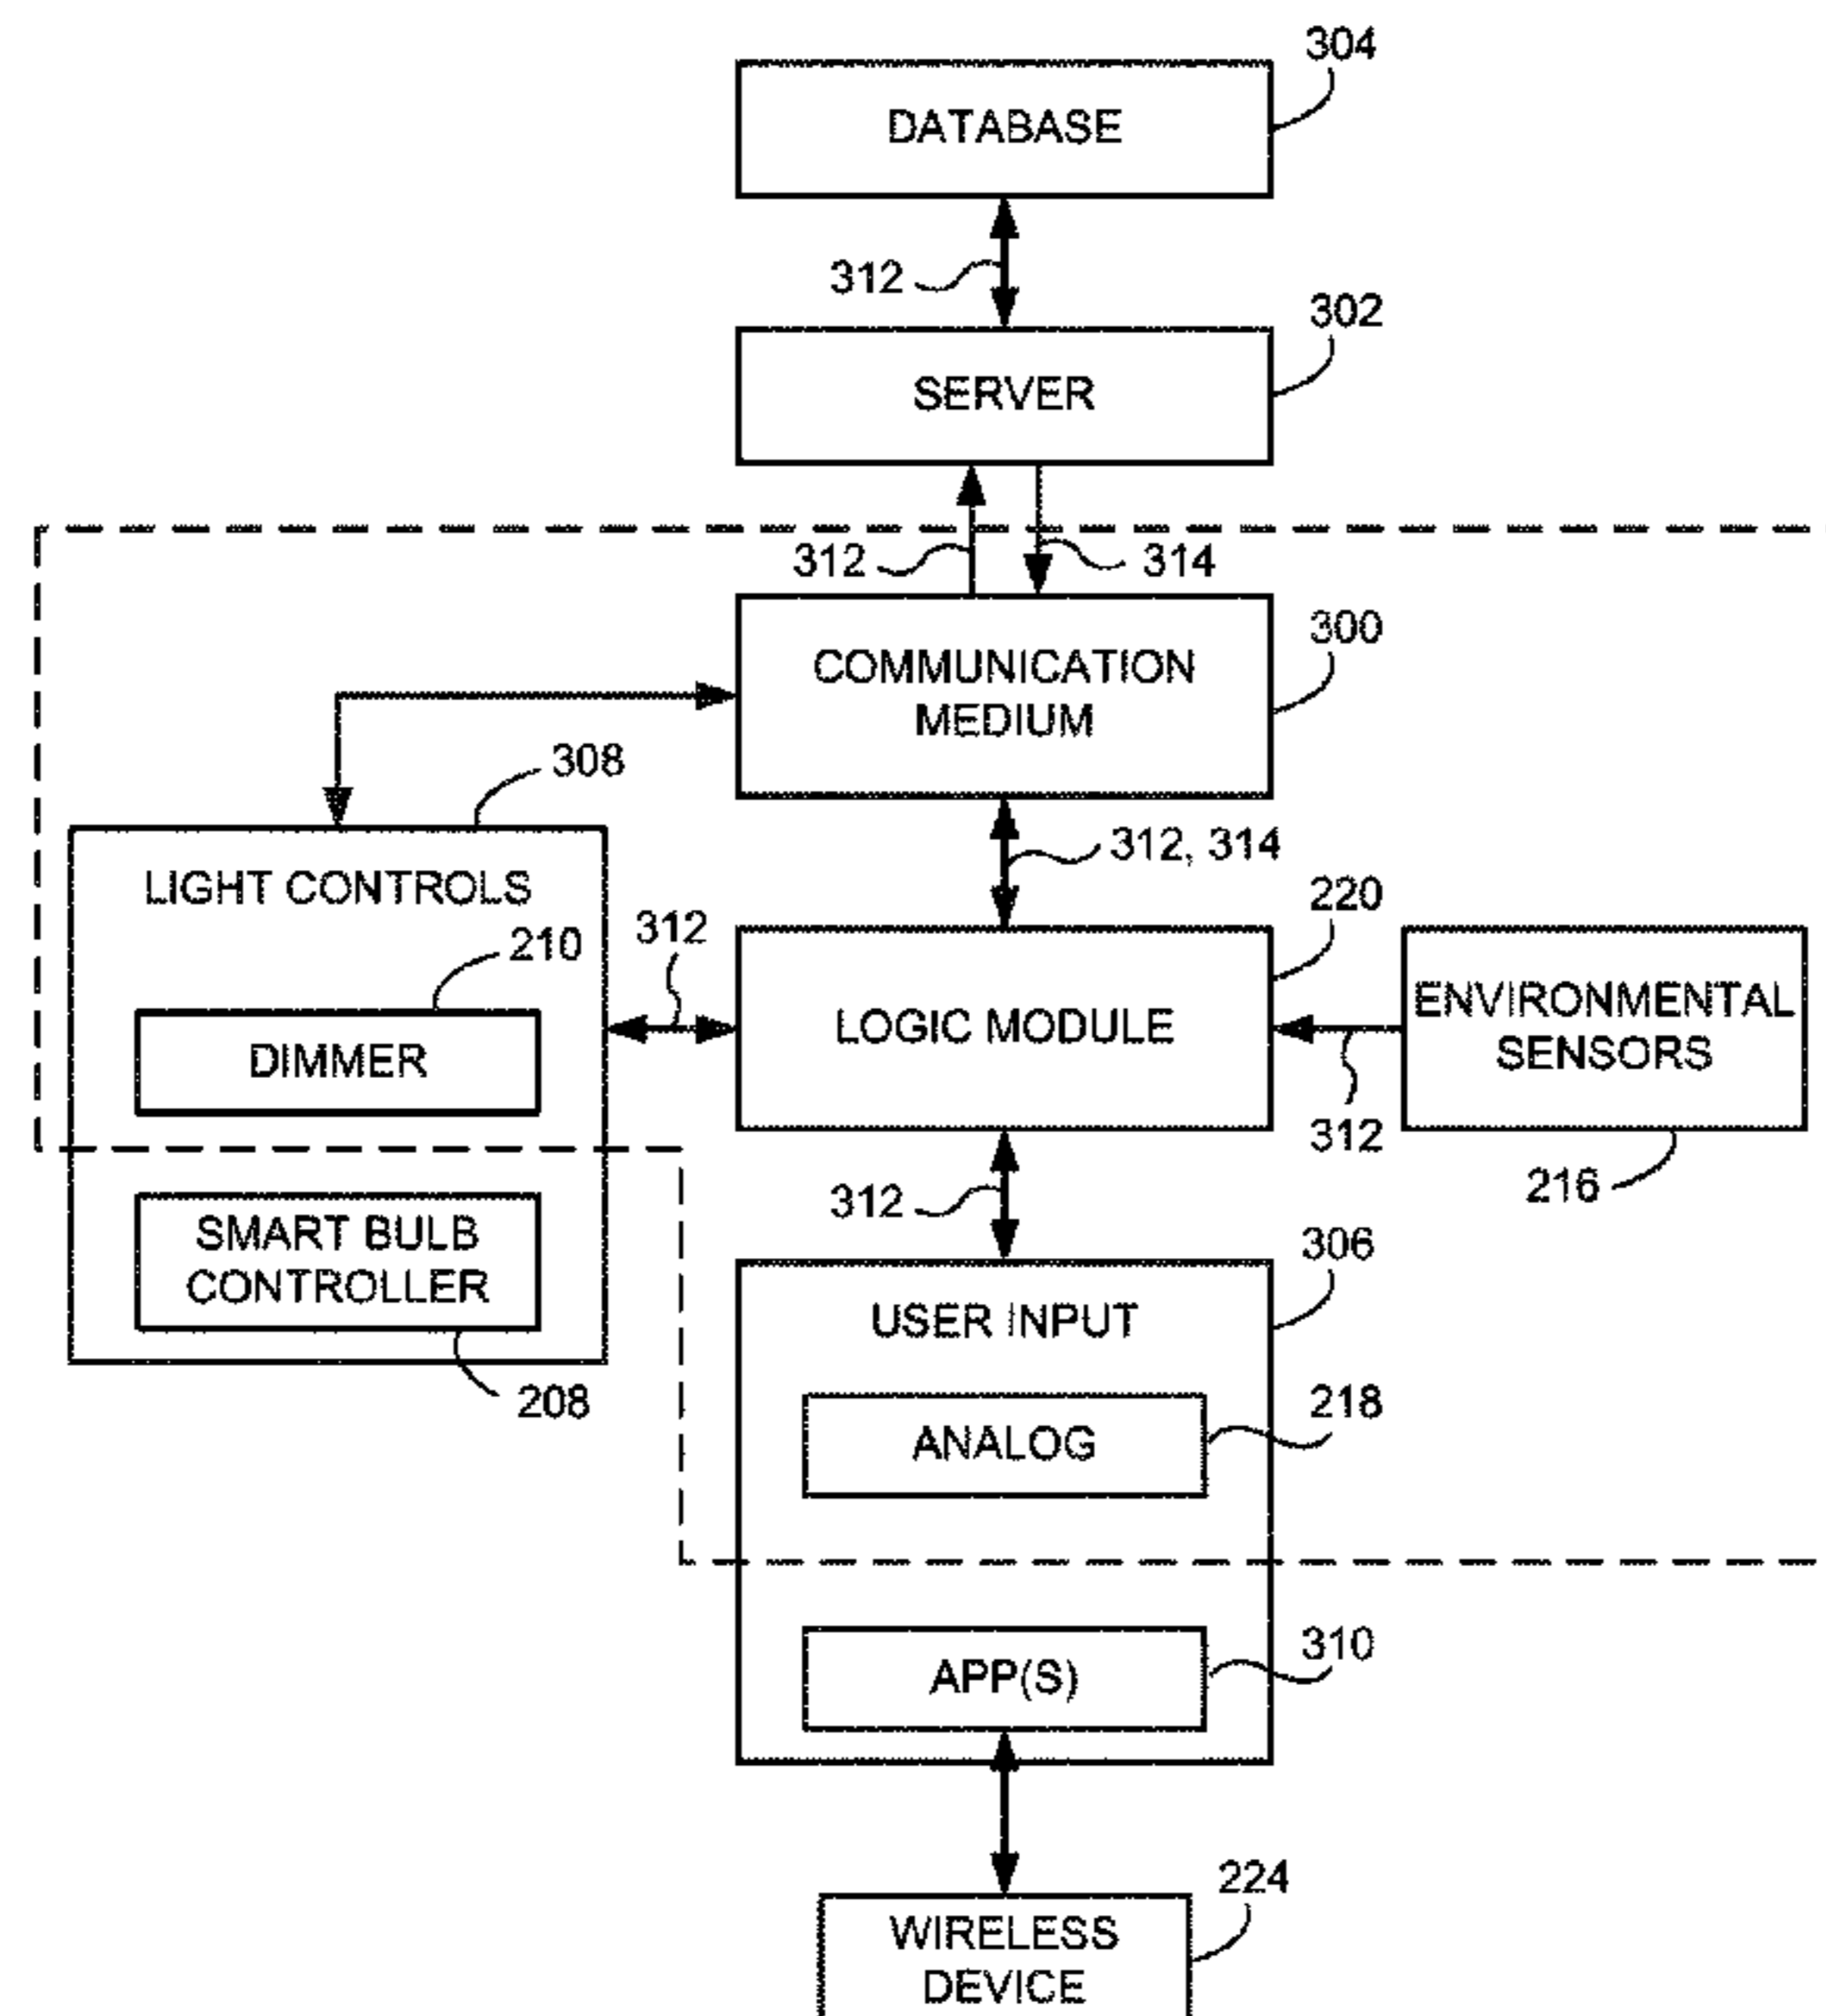 304
DATABASE
312
302
SERVER
312
314
300
COMMUNICATION
MEDIUM
308
312, 314
LIGHT CONTROLS
220
210
312
LOGIC MODULE
ENVIRONMENTAL
SENSORS
DIMMER
312
216
312
SMART BULB
CONTROLLER
306
USER INPUT
208
218
ANALOG
310
APP(S)
224
WIRELESS
DEVICE